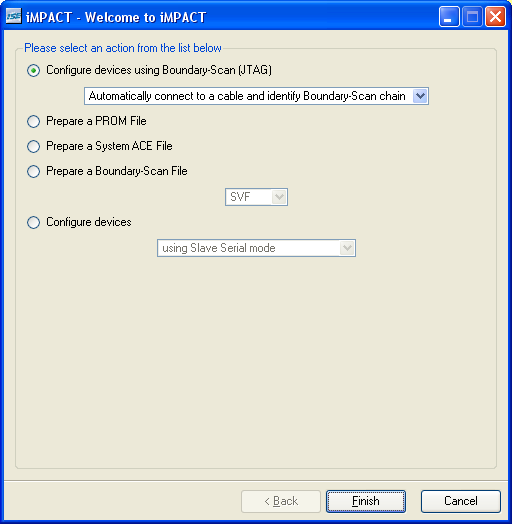 iMPACT - Welcome to iMPACT
Please select an action from the list below
Configure devices using Boundary-Scan (JTAG)
Automatically connect to a cable and identify Boundary-Scan chain
Prepare a PROM File
Prepare a System ACE File
Prepare a Boundary-Scan File
SVF
Configure devices
using Slave Serial mode
< Back Finish Cancel